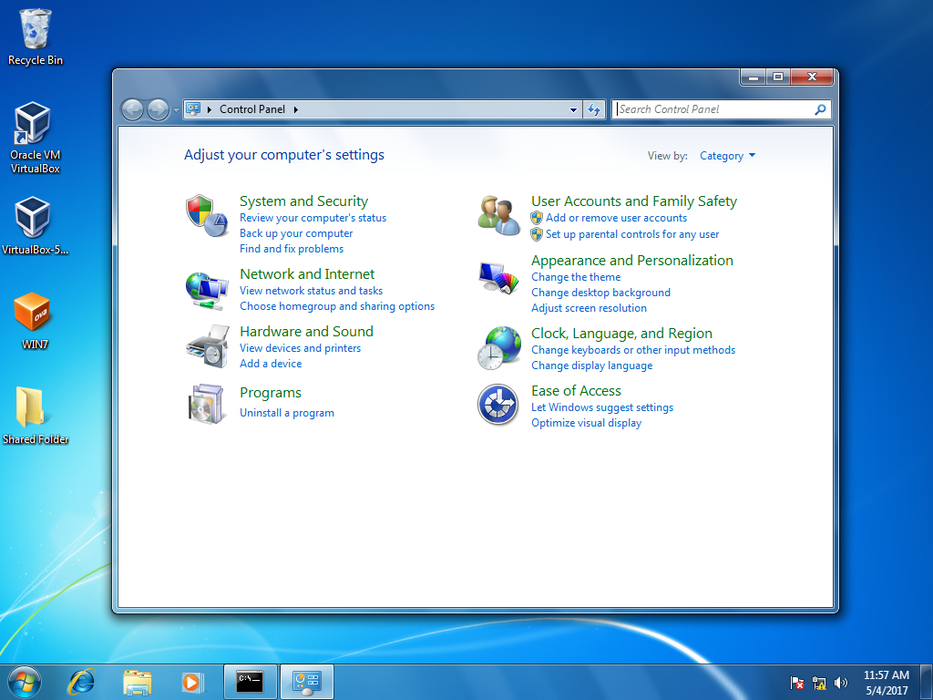 Recycle Bin
Oracle VM
VirtualBox
VirtualBox-5...
OVA
WIN7
Shared Folder
Control Panel
Search Control Panel
Adjust your computer's settings
View by: Category
System and Security
Review your computer's status
Back up your computer
Find and fix problems
Network and Internet
View network status and tasks
Choose homegroup and sharing options
Hardware and Sound
View devices and printers
Add a device
Programs
Uninstall a program
User Accounts and Family Safety
Add or remove user accounts
Set up parental controls for any user
Appearance and Personalization
Change the theme
Change desktop background
Adjust screen resolution
Clock, Language, and Region
Change keyboards or other input methods
Change display language
Ease of Access
Let Windows suggest settings
Optimize visual display
C:\.
11:57 AM
5/4/2017